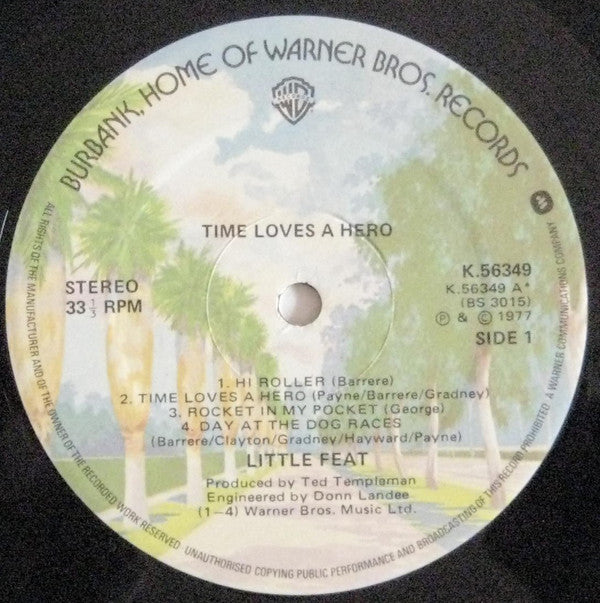 BURBANK, HOME OF WARNER BROS. RECORDS
TIME LOVES A HERO
STEREO
33 1/3 RPM
K.56349
K.56349 A*
(BS 3015)
Ⓟ & © 1977
SIDE 1
1. HI ROLLER (Barrere)
2. TIME LOVES A HERO (Payne/Barrere/Gradney)
3. ROCKET IN MY POCKET (George)
4. DAY AT THE DOG RACES
(Barrere/Clayton/Gradney/Hayward/Payne)
LITTLE FEAT
Produced by Ted Templeman
Engineered by Donn Landee
(1–4) Warner Bros. Music Ltd.
ALL RIGHTS OF THE MANUFACTURER AND OF THE OWNER OF THE RECORDED WORK RESERVED. UNAUTHORISED COPYING PUBLIC PERFORMANCE AND BROADCASTING OF THIS RECORD PROHIBITED. A WARNER COMMUNICATIONS COMPANY